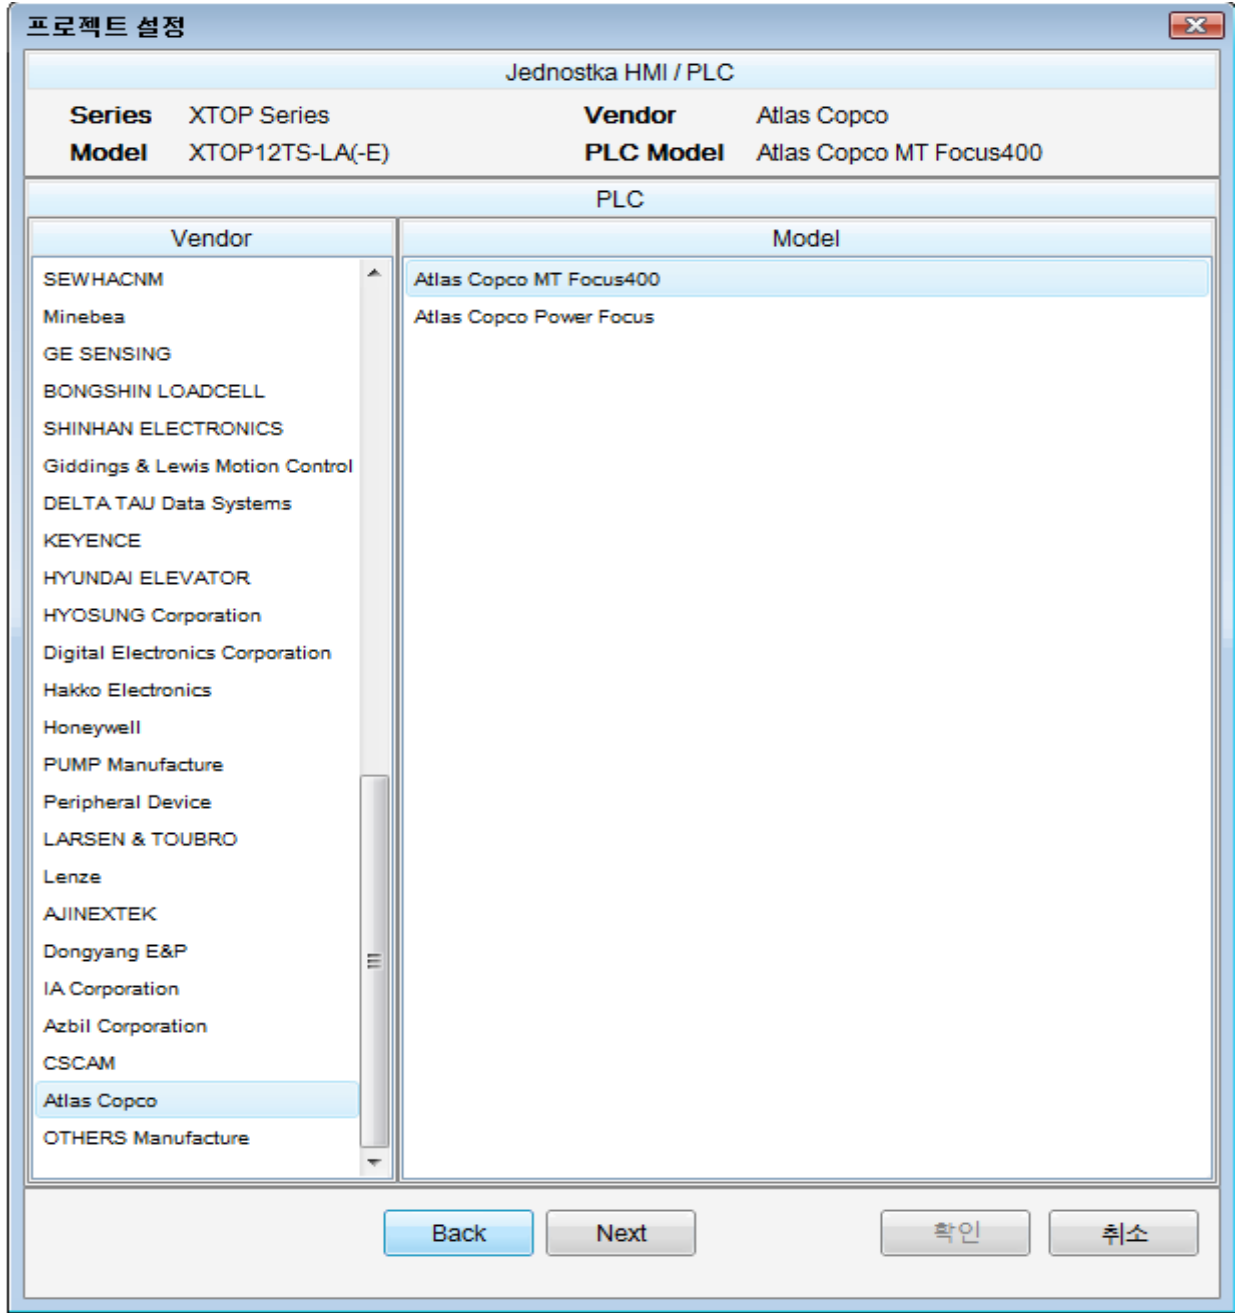 프로젝트 설정
Jednostka HMI / PLC
Series XTOP Series Vendor Atlas Copco
Model XTOP12TS-LA(-E) PLC Model Atlas Copco MT Focus400
PLC
Vendor Model
SEWHACNM
Minebea
GE SENSING
BONGSHIN LOADCELL
SHINHAN ELECTRONICS
Giddings & Lewis Motion Control
DELTA TAU Data Systems
KEYENCE
HYUNDAI ELEVATOR
HYOSUNG Corporation
Digital Electronics Corporation
Hakko Electronics
Honeywell
PUMP Manufacture
Peripheral Device
LARSEN & TOUBRO
Lenze
AJINEXTEK
Dongyang E&P
IA Corporation
Azbil Corporation
CSCAM
Atlas Copco
OTHERS Manufacture
Atlas Copco MT Focus400
Atlas Copco Power Focus
Back Next 확인 취소